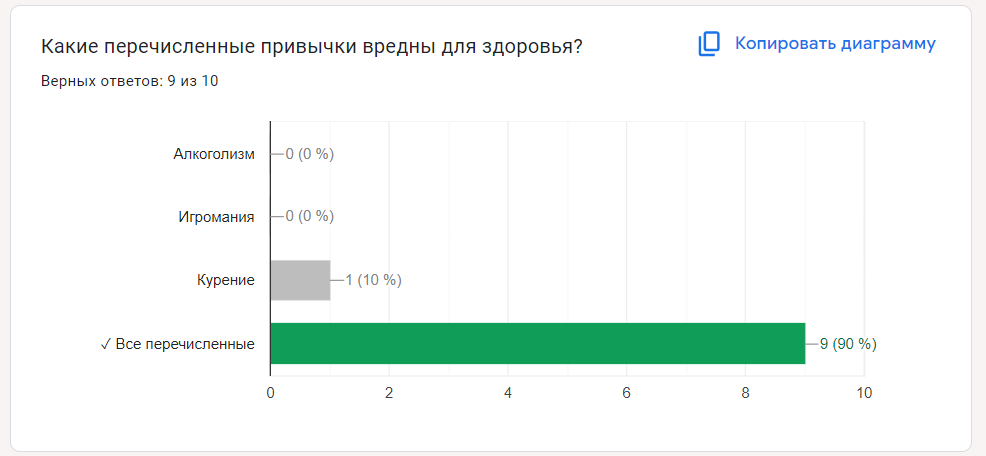 Какие перечисленные привычки вредны для здоровья?
Копировать диаграмму
Верных ответов: 9 из 10
Алкоголизм 0 (0 %)
Игромания 0 (0 %)
Курение 1 (10 %)
✓ Все перечисленные 9 (90 %)
0 2 4 6 8 10